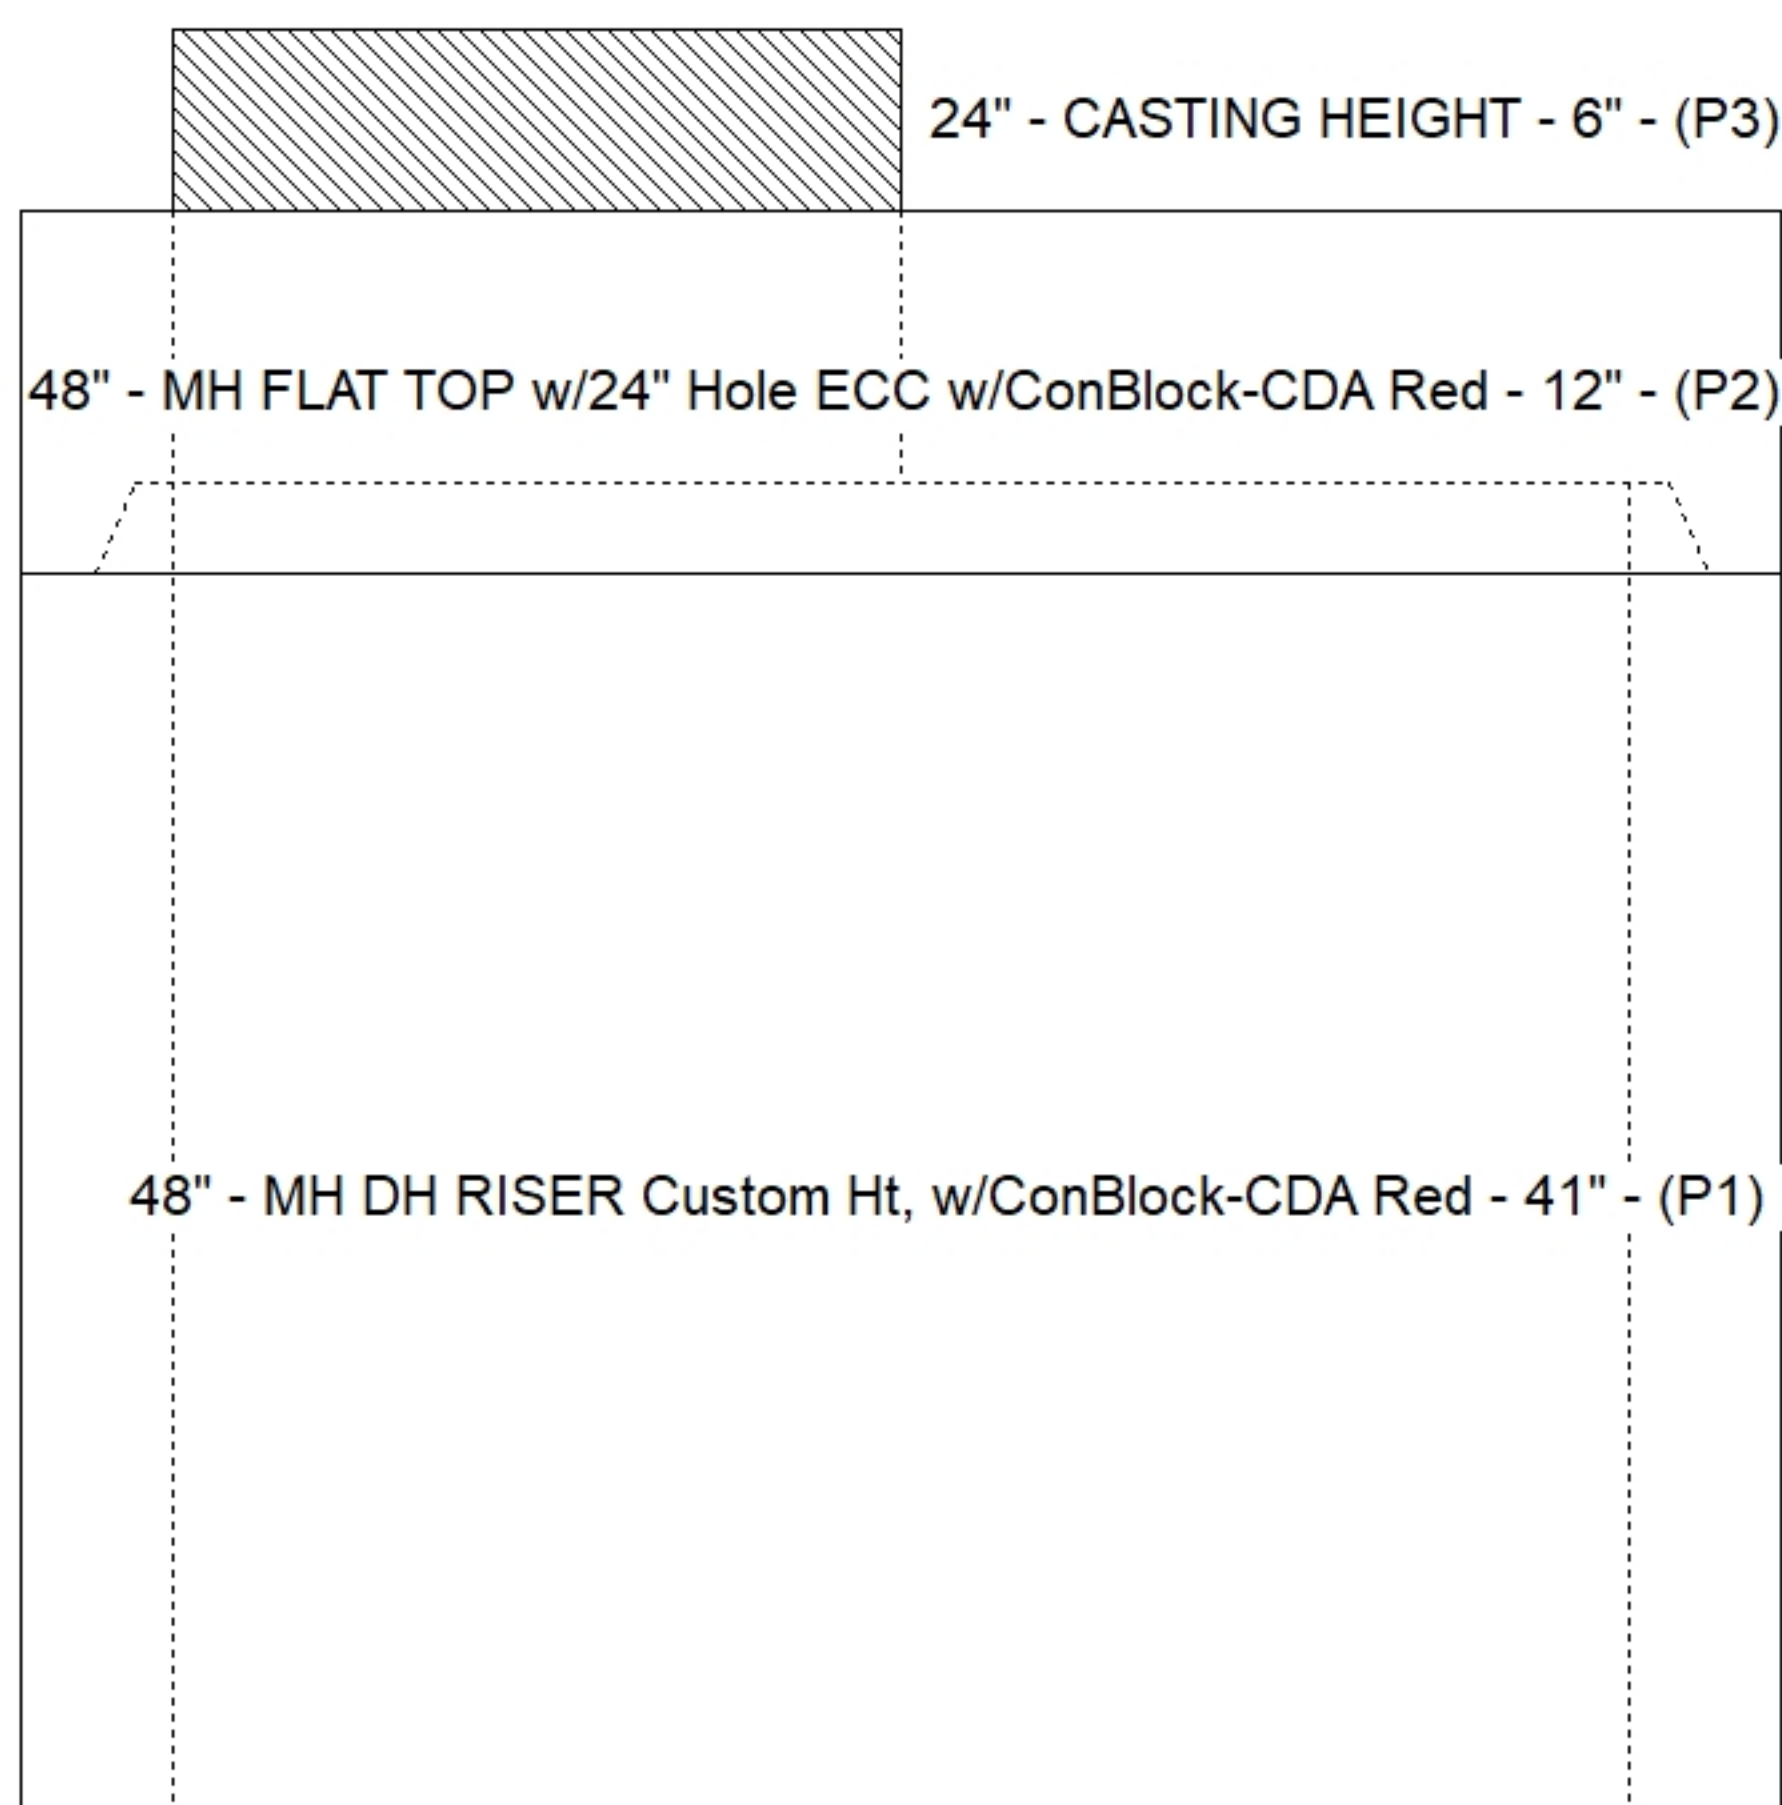 24" - CASTING HEIGHT - 6" - (P3)
48" - MH FLAT TOP w/24" Hole ECC w/ConBlock-CDA Red - 12" - (P2)
48" - MH DH RISER Custom Ht, w/ConBlock-CDA Red - 41" - (P1)